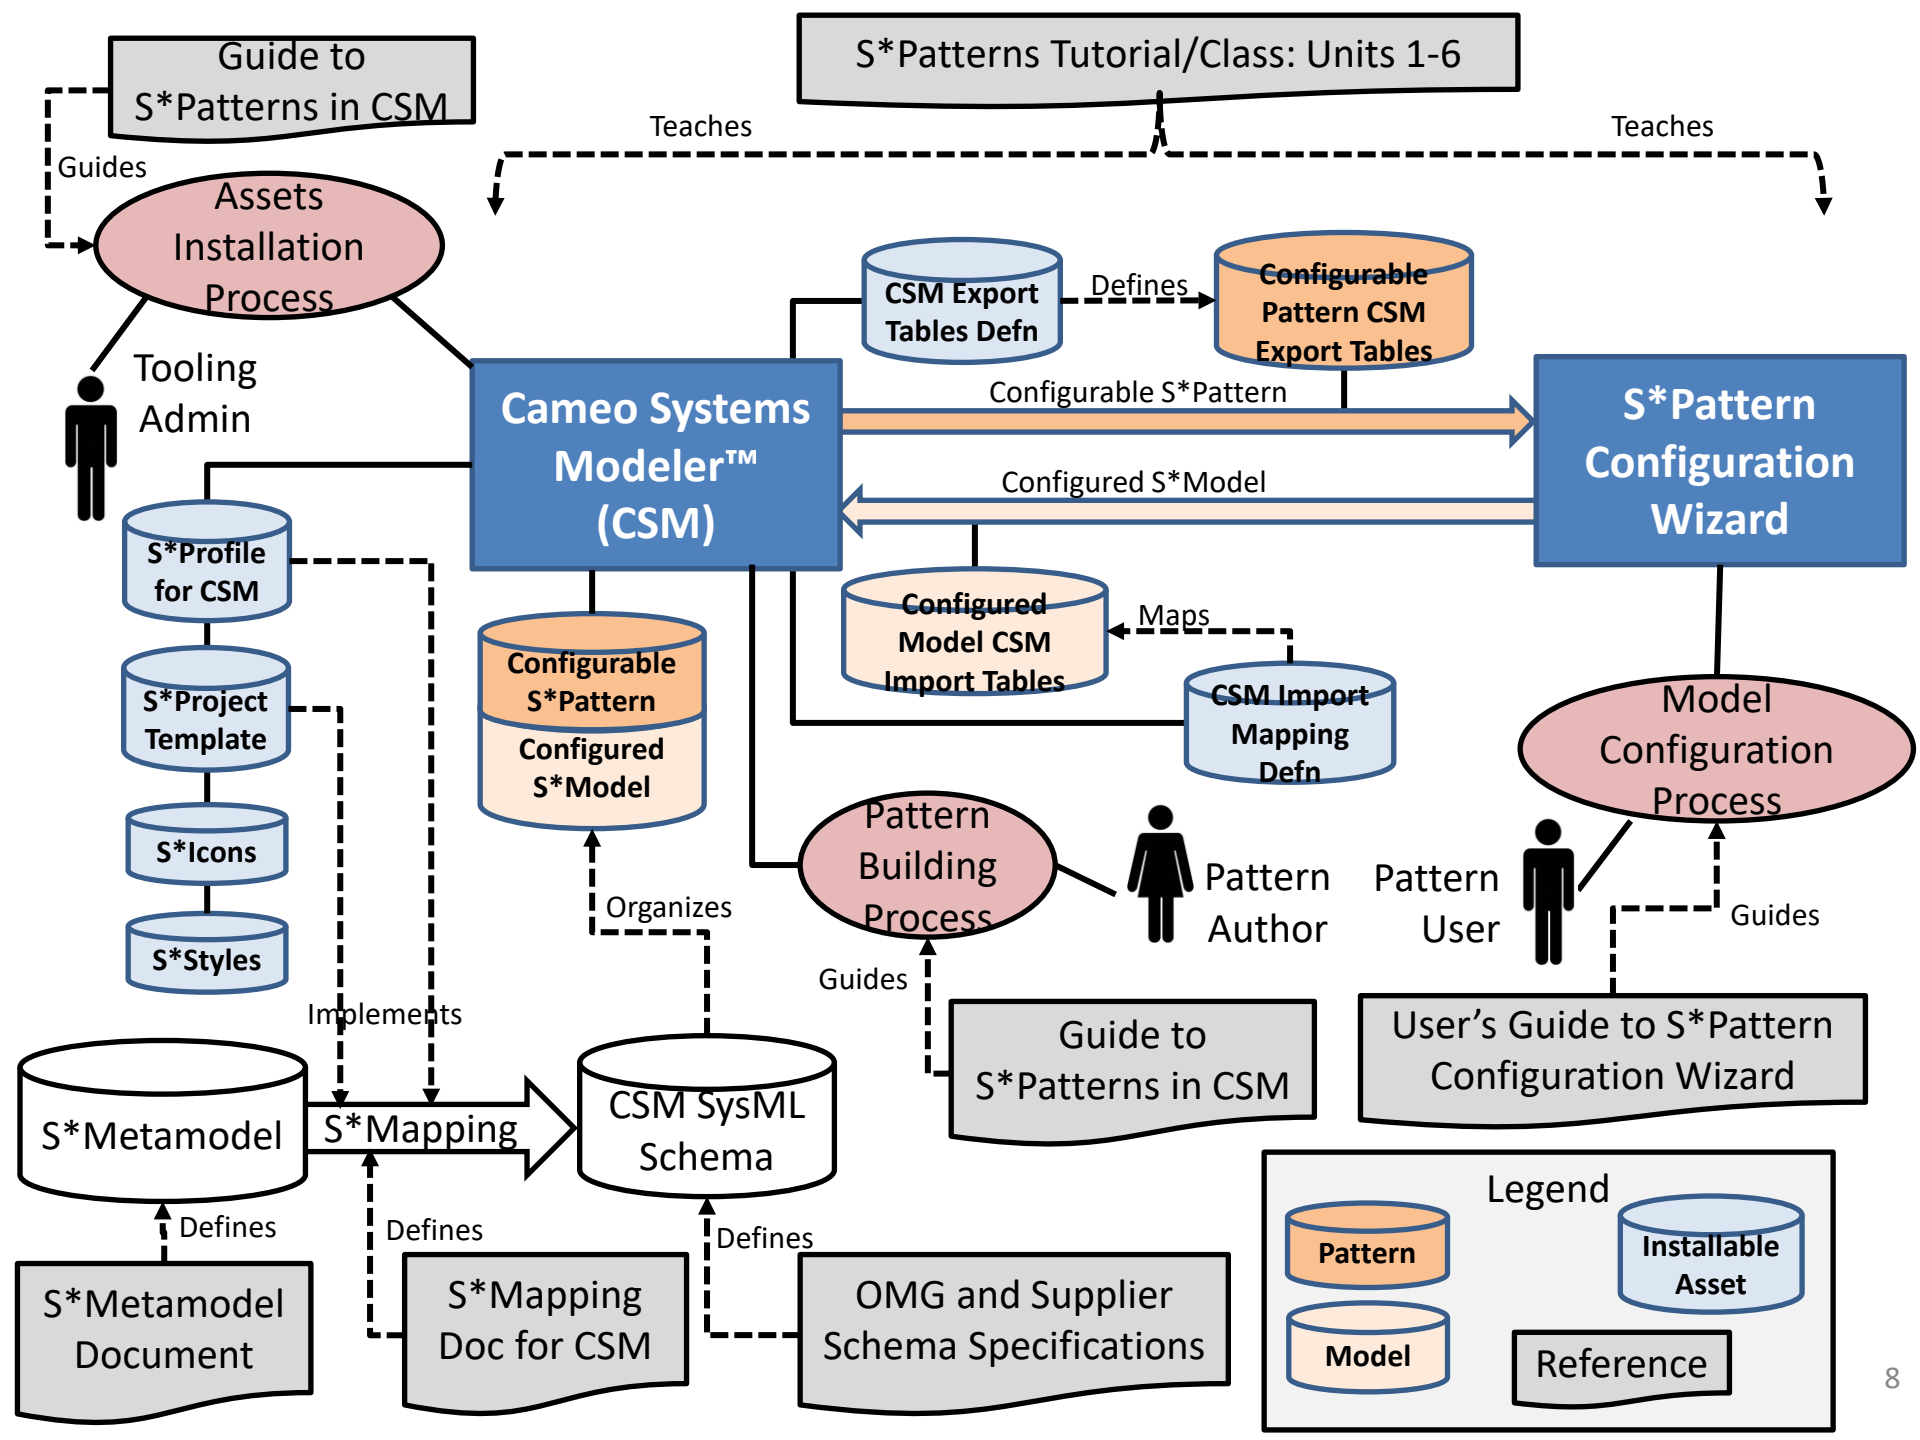 Guide to
S*Patterns in CSM
S*Patterns Tutorial/Class: Units 1-6
Teaches
Teaches
Guides
Assets
Installation
Process
Tooling
Admin
CSM Export
Tables Defn
Defines
Configurable
Pattern CSM
Export Tables
Cameo Systems
Modeler™
(CSM)
Configurable S*Pattern
Configured S*Model
S*Pattern
Configuration
Wizard
S*Profile
for CSM
S*Project
Template
S*Icons
S*Styles
Configurable
S*Pattern
Configured
S*Model
Configured
Model CSM
Import Tables
Maps
CSM Import
Mapping
Defn
Model
Configuration
Process
Pattern
Building
Process
Pattern
Author
Pattern
User
Organizes
Guides
Guides
Implements
Guide to
S*Patterns in CSM
User's Guide to S*Pattern
Configuration Wizard
S*Metamodel
S*Mapping
CSM SysML
Schema
Defines
Defines
Defines
S*Metamodel
Document
S*Mapping
Doc for CSM
OMG and Supplier
Schema Specifications
Legend
Pattern
Installable
Asset
Model
Reference
8